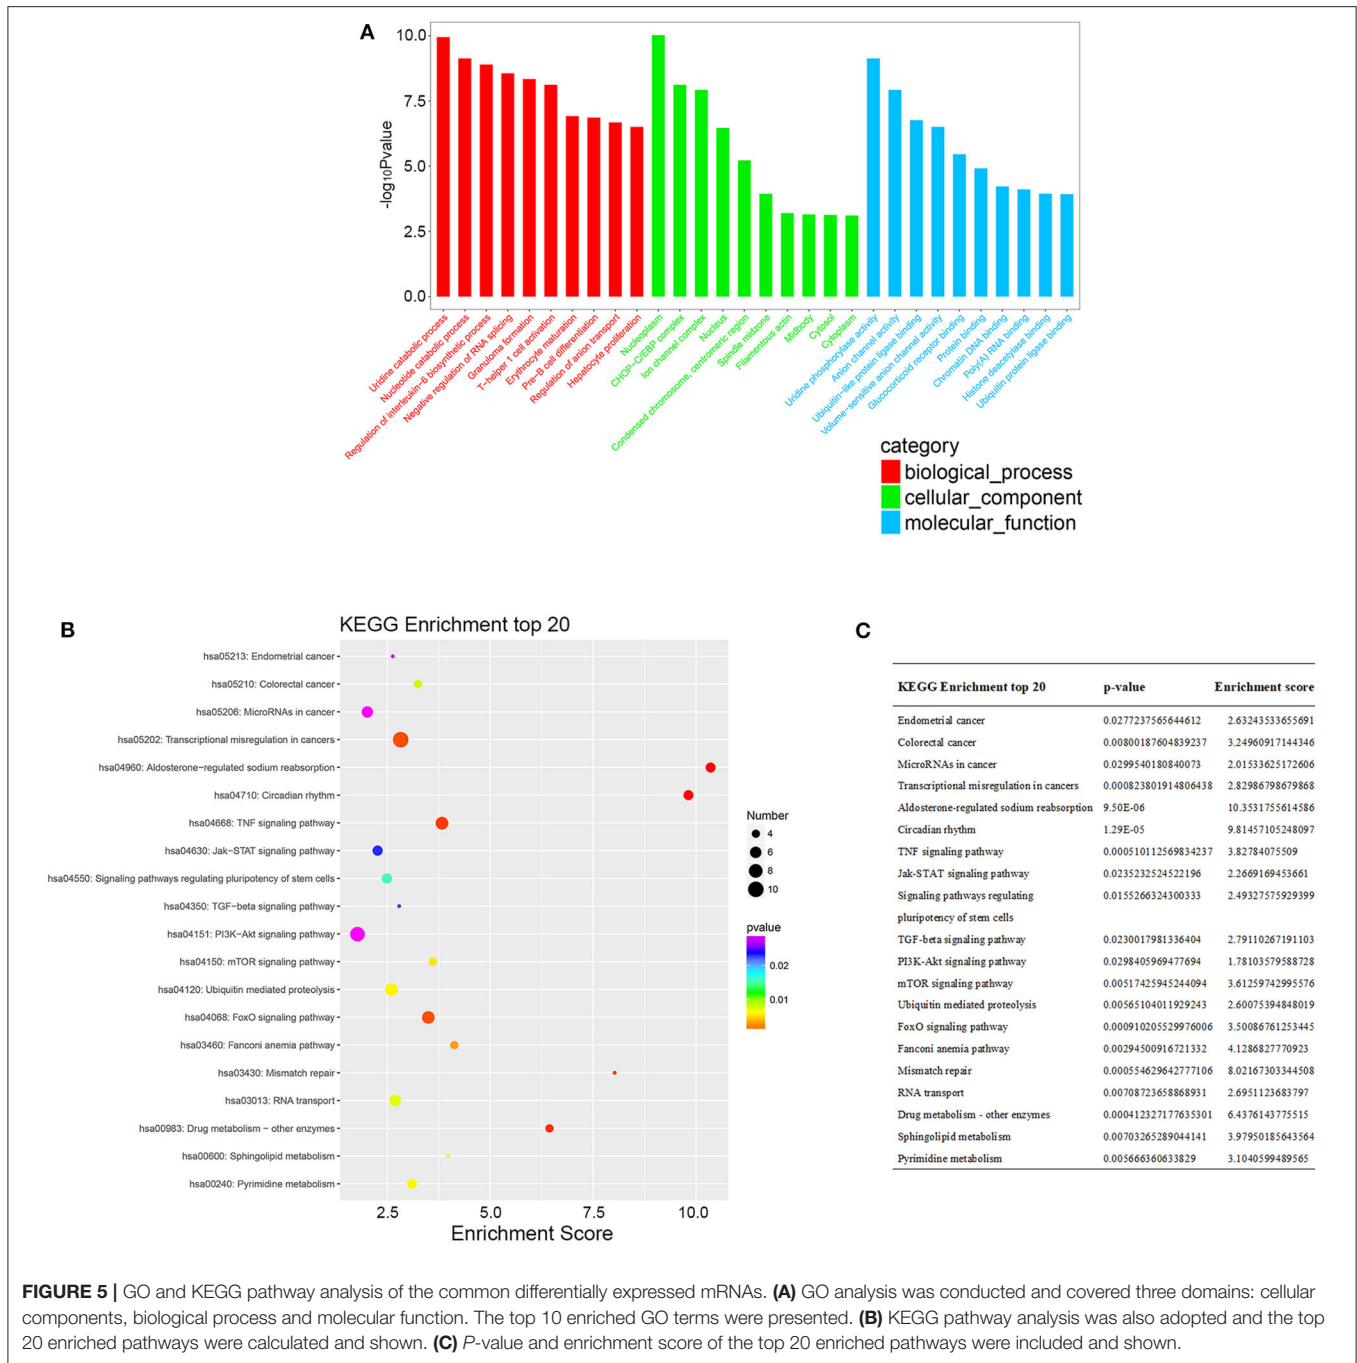 A
10.0
7.5
5.0
2.5
0.0
-log10Pvalue
Uridine catabolic process
Nucleotide catabolic process
Regulation of interleukin−6 biosynthetic process
Negative regulation of RNA splicing
Granuloma formation
T−helper 1 cell activation
Erythrocyte maturation
Pre−B cell differentiation
Regulation of anion transport
Hepatocyte proliferation
Nucleoplasm
CHOP−C/EBP complex
Ion channel complex
Nucleus
Condensed chromosome, centromeric region
Spindle midzone
Filamentous actin
Midbody
Cytosol
Cytoplasm
Uridine phosphorylase activity
Anion channel activity
Ubiquitin−like protein ligase binding
Volume−sensitive anion channel activity
Glucocorticoid receptor binding
Protein binding
Chromatin DNA binding
Poly(A) RNA binding
Histone deacetylase binding
Ubiquitin protein ligase binding
category
biological_process
cellular_component
molecular_function
B
KEGG Enrichment top 20
hsa05213: Endometrial cancer
hsa05210: Colorectal cancer
hsa05206: MicroRNAs in cancer
hsa05202: Transcriptional misregulation in cancers
hsa04960: Aldosterone−regulated sodium reabsorption
hsa04710: Circadian rhythm
hsa04668: TNF signaling pathway
hsa04630: Jak−STAT signaling pathway
hsa04550: Signaling pathways regulating pluripotency of stem cells
hsa04350: TGF−beta signaling pathway
hsa04151: PI3K−Akt signaling pathway
hsa04150: mTOR signaling pathway
hsa04120: Ubiquitin mediated proteolysis
hsa04068: FoxO signaling pathway
hsa03460: Fanconi anemia pathway
hsa03430: Mismatch repair
hsa03013: RNA transport
hsa00983: Drug metabolism − other enzymes
hsa00600: Sphingolipid metabolism
hsa00240: Pyrimidine metabolism
2.5 5.0 7.5 10.0
Enrichment Score
Number
4
6
8
10
pvalue
0.02
0.01
C
KEGG Enrichment top 20 p-value Enrichment score
Endometrial cancer 0.0277237565644612 2.63243533655691
Colorectal cancer 0.00800187604839237 3.24960917144346
MicroRNAs in cancer 0.0299540180840073 2.01533625172606
Transcriptional misregulation in cancers 0.000823801914806438 2.82986798679868
Aldosterone-regulated sodium reabsorption 9.50E-06 10.3531755614586
Circadian rhythm 1.29E-05 9.81457105248097
TNF signaling pathway 0.000510112569834237 3.82784075509
Jak-STAT signaling pathway 0.0235232524522196 2.2669169453661
Signaling pathways regulating 0.0155266324300333 2.49327575929399
pluripotency of stem cells
TGF-beta signaling pathway 0.0230017981336404 2.79110267191103
PI3K-Akt signaling pathway 0.0298405969477694 1.78103579588728
mTOR signaling pathway 0.00517425945244094 3.61259742995576
Ubiquitin mediated proteolysis 0.00565104011929243 2.60075394848019
FoxO signaling pathway 0.000910205529976006 3.50086761253445
Fanconi anemia pathway 0.00294500916721332 4.1286827770923
Mismatch repair 0.000554629642777106 8.02167303344508
RNA transport 0.00708723658868931 2.6951123683797
Drug metabolism - other enzymes 0.000412327177635301 6.4376143775515
Sphingolipid metabolism 0.00703265289044141 3.97950185643564
Pyrimidine metabolism 0.005666360633829 3.1040599489565
FIGURE 5 | GO and KEGG pathway analysis of the common differentially expressed mRNAs. (A) GO analysis was conducted and covered three domains: cellular
components, biological process and molecular function. The top 10 enriched GO terms were presented. (B) KEGG pathway analysis was also adopted and the top
20 enriched pathways were calculated and shown. (C) P-value and enrichment score of the top 20 enriched pathways were included and shown.